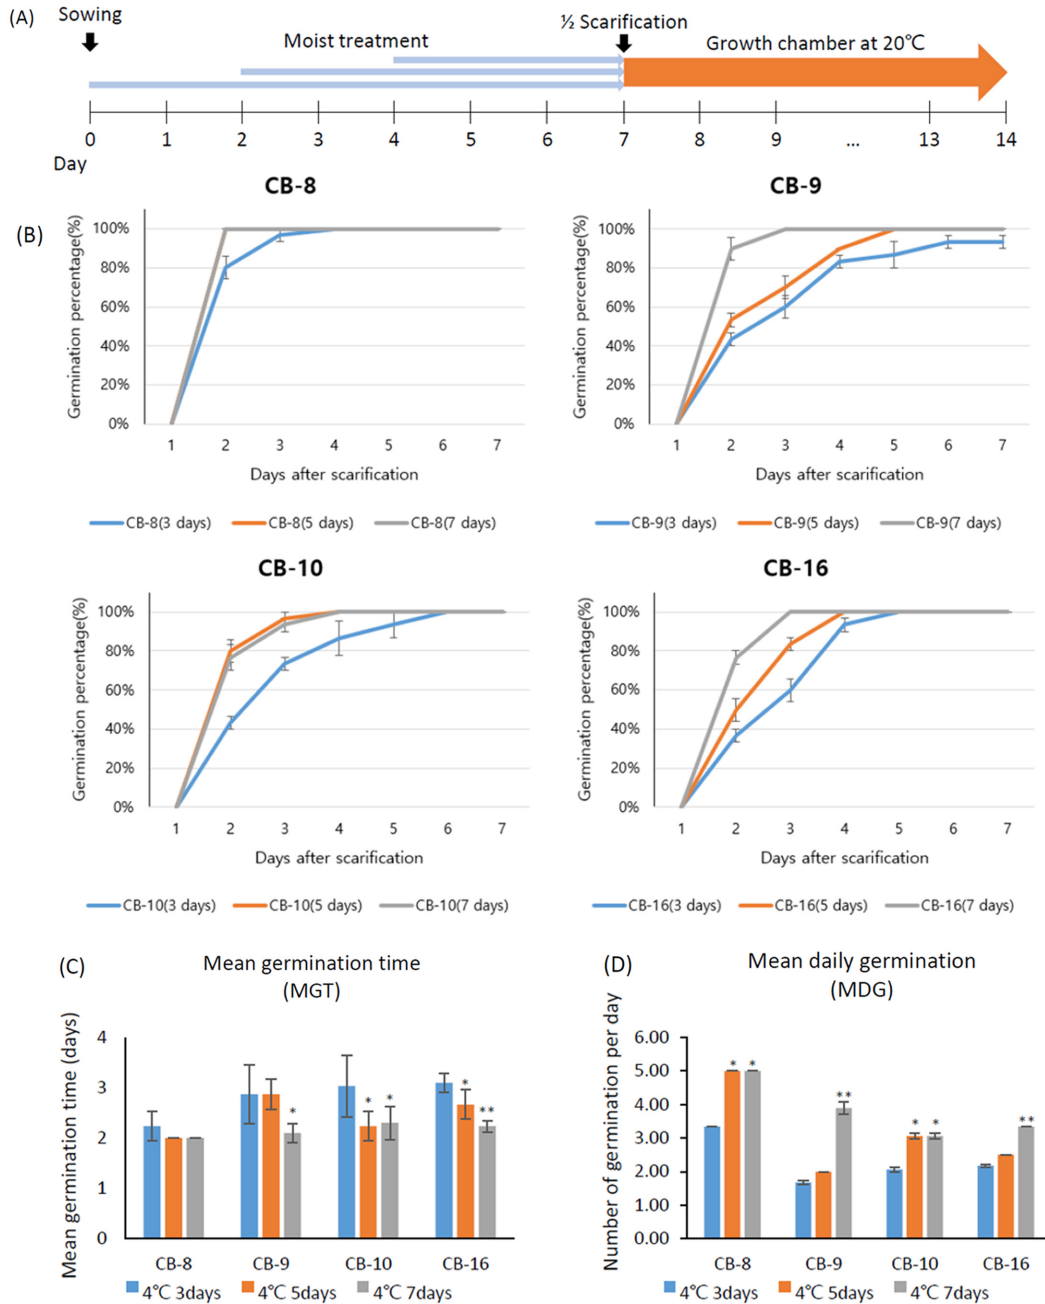 (A)
Sowing
½ Scarification
Moist treatment
Growth chamber at 20℃
0 1 2 3 4 5 6 7 8 9 ... 13 14
Day
(B)
CB-8
Germination percentage(%)
100%
80%
60%
40%
20%
0%
1 2 3 4 5 6 7
Days after scarification
CB-8(3 days) CB-8(5 days) CB-8(7 days)
CB-9
Germination percentage(%)
100%
80%
60%
40%
20%
0%
1 2 3 4 5 6 7
Days after scarification
CB-9(3 days) CB-9(5 days) CB-9(7 days)
CB-10
Germination percentage(%)
100%
80%
60%
40%
20%
0%
1 2 3 4 5 6 7
Days after scarification
CB-10(3 days) CB-10(5 days) CB-10(7 days)
CB-16
Germination percentage(%)
100%
80%
60%
40%
20%
0%
1 2 3 4 5 6 7
Days after scarification
CB-16(3 days) CB-16(5 days) CB-16(7 days)
(C)
Mean germination time
(MGT)
Mean germination time (days)
4
3
2
1
0
* * * * **
CB-8 CB-9 CB-10 CB-16
4℃ 3days 4℃ 5days 4℃ 7days
(D)
Mean daily germination
(MDG)
Number of germination per day
6.00
5.00
4.00
3.00
2.00
1.00
0.00
* * ** * * **
CB-8 CB-9 CB-10 CB-16
4℃ 3days 4℃ 5days 4℃ 7days